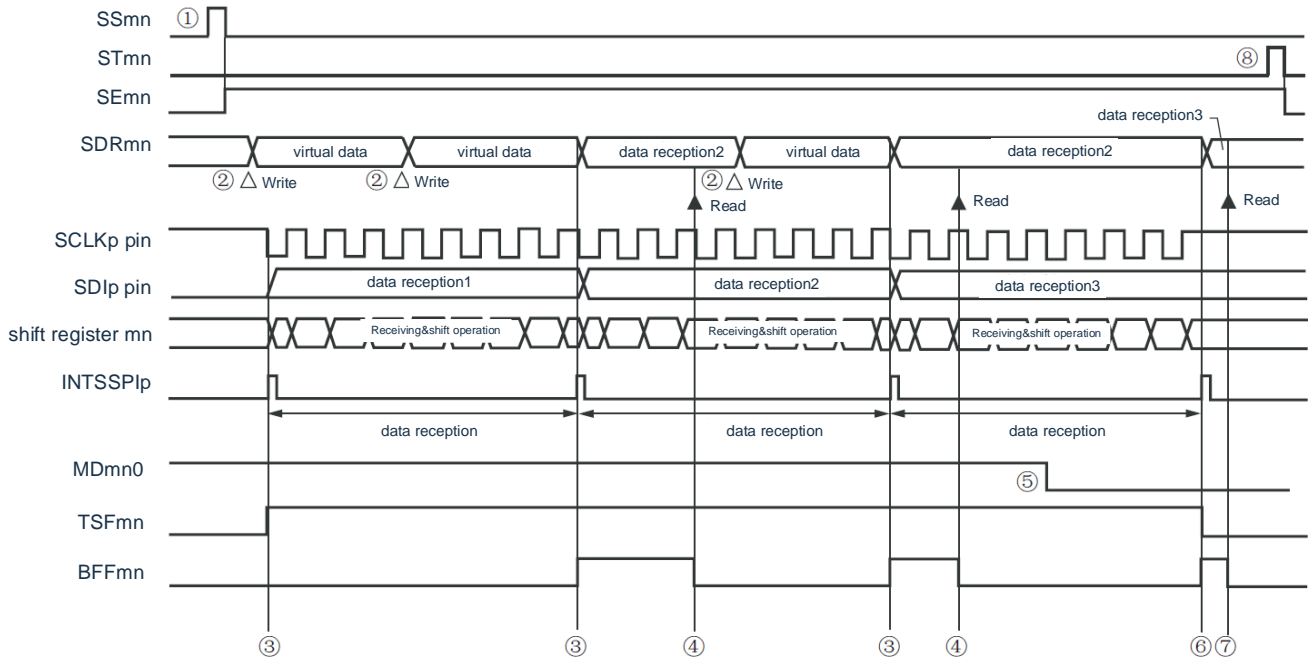 SSmn ①
STmn ⑧
SEmn
data reception3
SDRmn virtual data virtual data data reception2 virtual data data reception2
② △ Write ② △ Write ② △ Write
▲ Read ▲ Read ▲ Read
SCLKp pin
SDIp pin data reception1 data reception2 data reception3
shift register mn Receiving&shift operation Receiving&shift operation Receiving&shift operation
INTSSPIp
data reception data reception data reception
MDmn0 ⑤
TSFmn
BFFmn
③ ③ ④ ③ ④ ⑥ ⑦